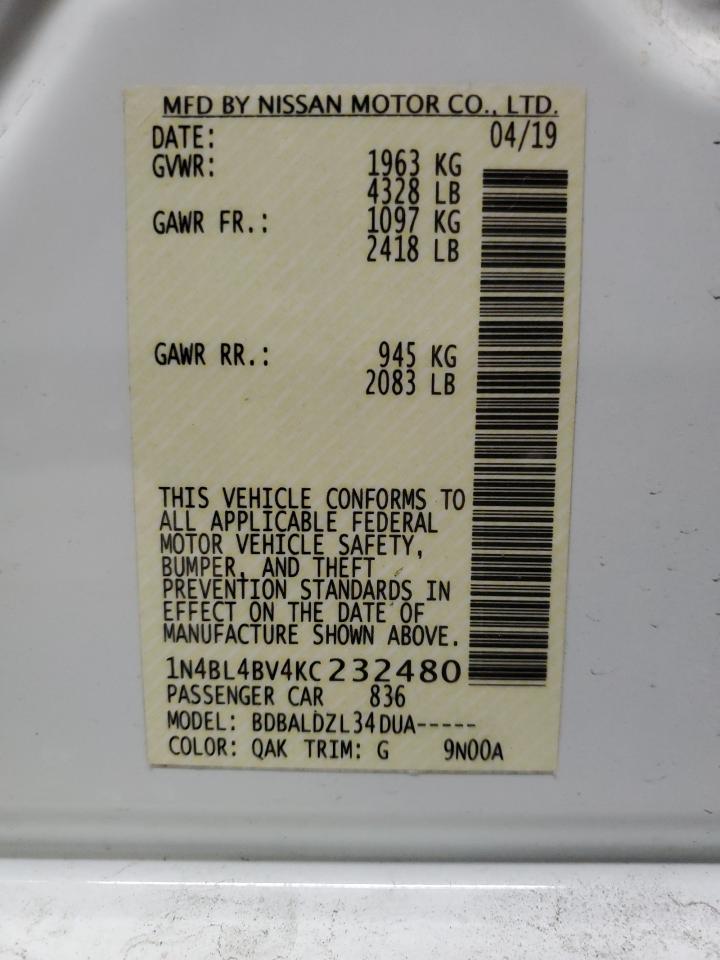 MFD BY NISSAN MOTOR CO., LTD.
DATE: 04/19
GVWR: 1963 KG
4328 LB
GAWR FR.: 1097 KG
2418 LB
GAWR RR.: 945 KG
2083 LB
THIS VEHICLE CONFORMS TO
ALL APPLICABLE FEDERAL
MOTOR VEHICLE SAFETY,
BUMPER, AND THEFT
PREVENTION STANDARDS IN
EFFECT ON THE DATE OF
MANUFACTURE SHOWN ABOVE.
1N4BL4BV4KC232480
PASSENGER CAR 836
MODEL: BDBALDZL34DUA-----
COLOR: QAK TRIM: G 9N00A